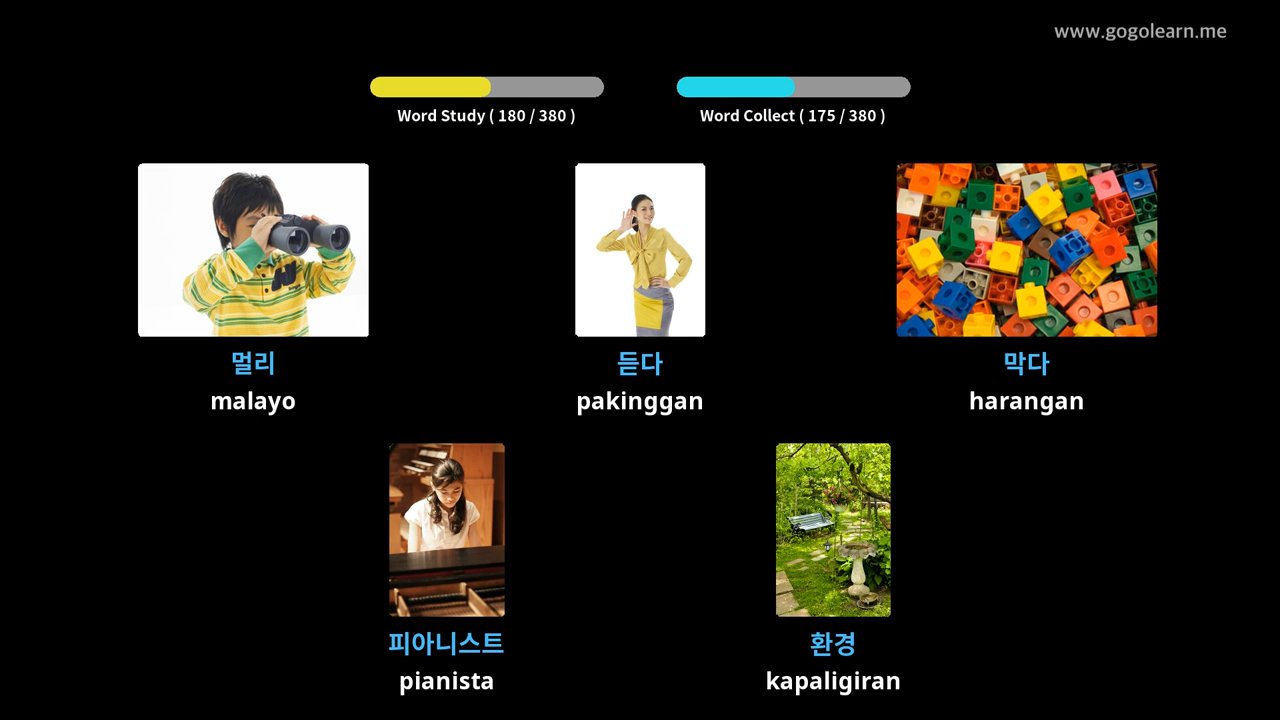 www.gogolearn.me
Word Study ( 180 / 380 )
Word Collect ( 175 / 380 )
멀리
malayo
듣다
pakinggan
막다
harangan
피아니스트
pianista
환경
kapaligiran